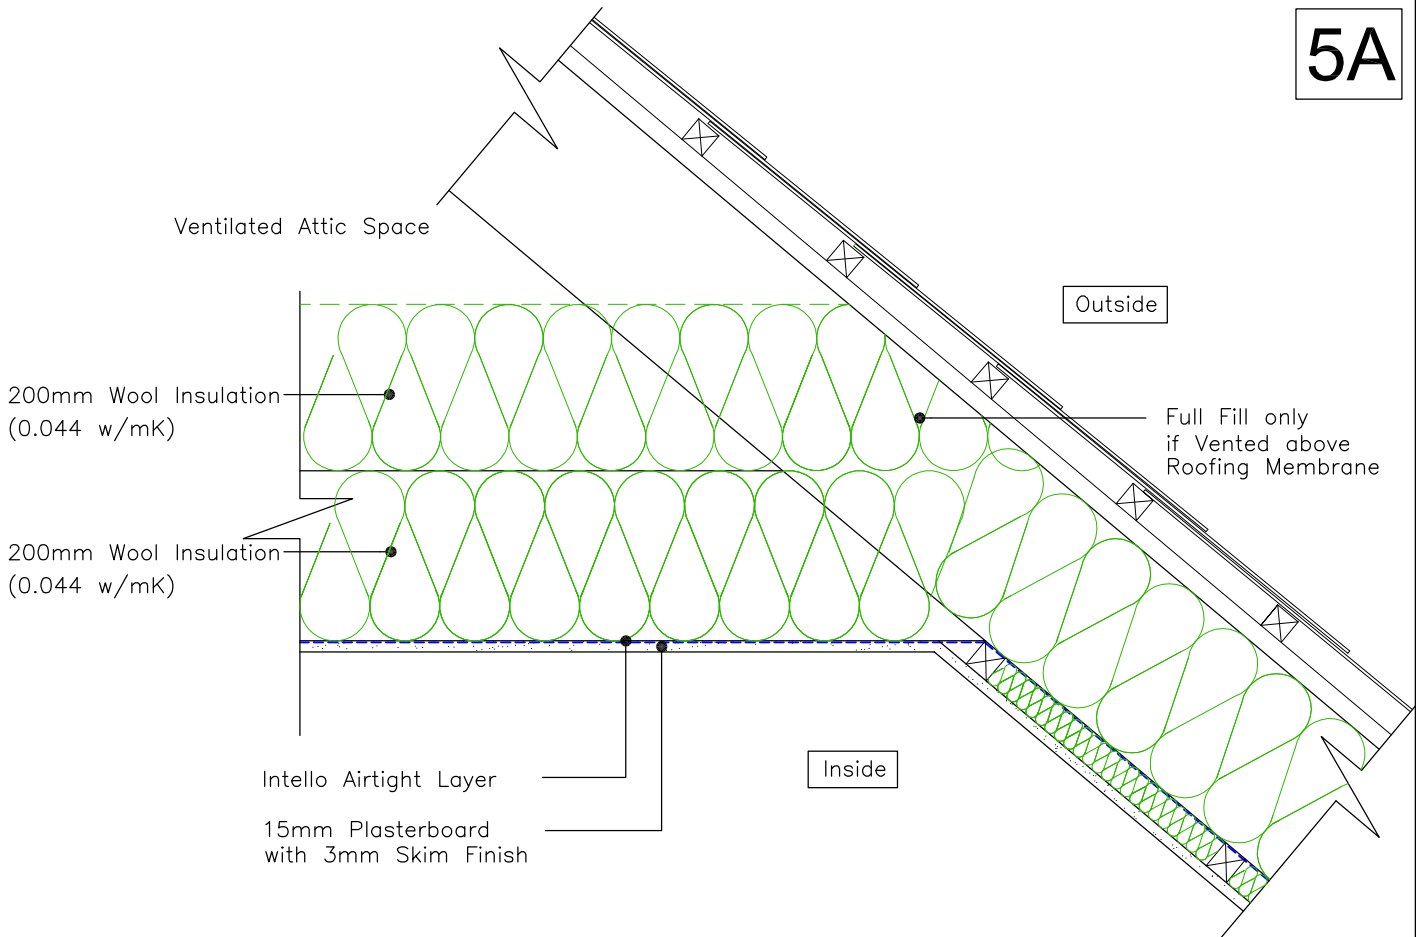 5A
Ventilated Attic Space
Outside
200mm Wool Insulation
(0.044 w/mK)
Full Fill only
if Vented above
Roofing Membrane
200mm Wool Insulation
(0.044 w/mK)
Inside
Intello Airtight Layer
15mm Plasterboard
with 3mm Skim Finish